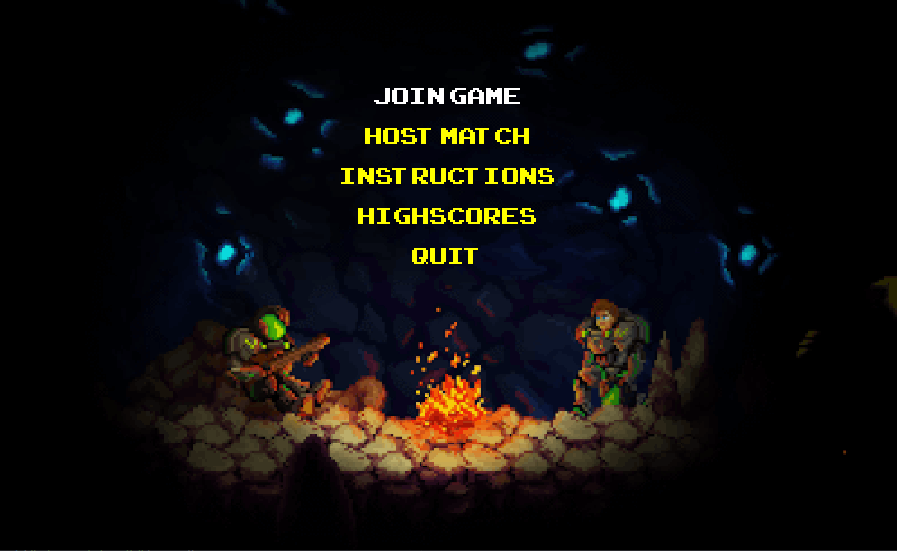 JOIN GAME
HOST MATCH
INSTRUCTIONS
HIGHSCORES
QUIT